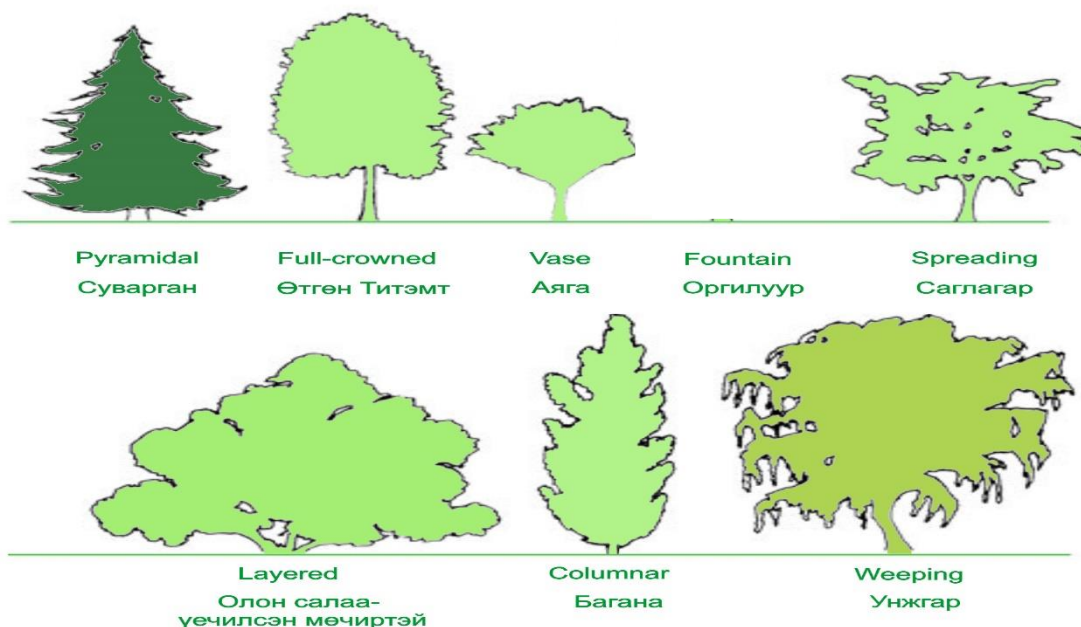 Pyramidal Full-crowned Vase Fountain Spreading
Суварган Өтгөн Титэмт Аяга Оргилуур Саглагар
Layered Columnar Weeping
Олон салаа- Багана Унжгар
үечилсэн мөчиртэй